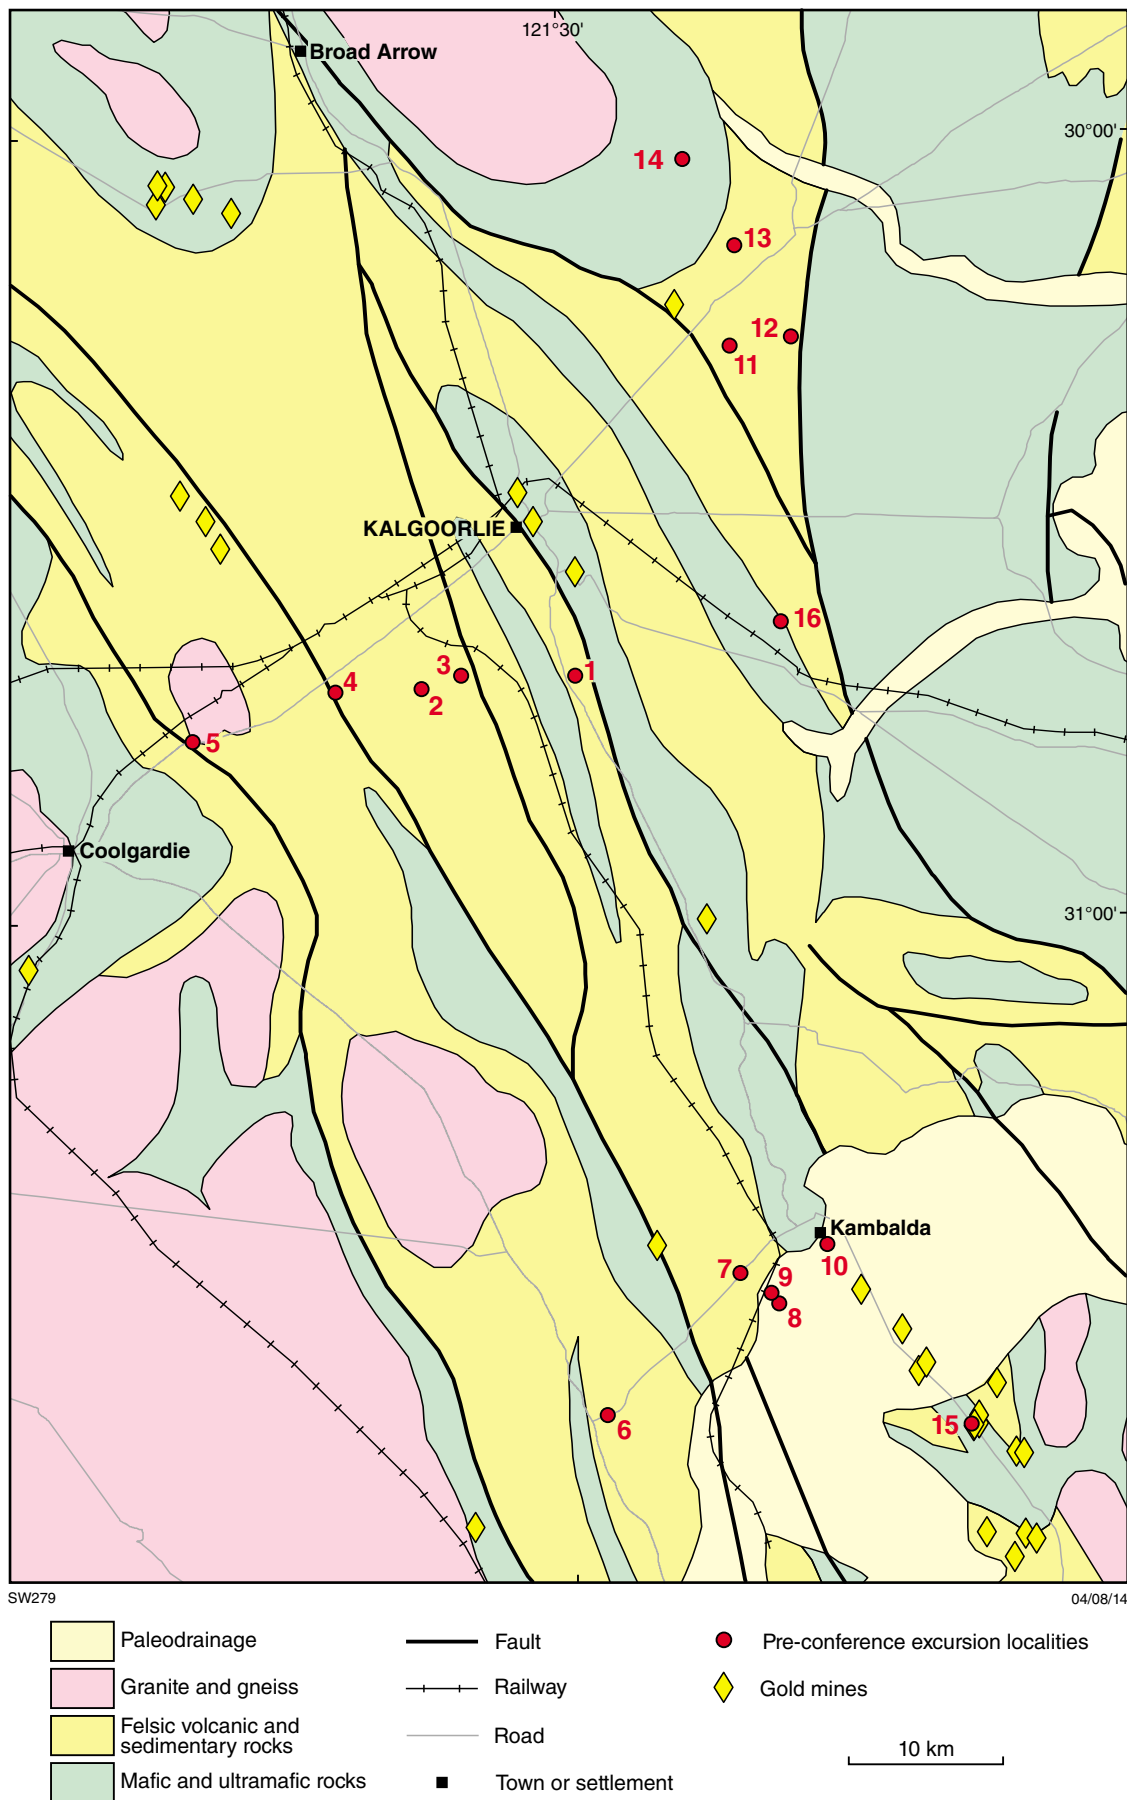 121°30'
Broad Arrow
30°00'
14
13
12
11
KALGOORLIE
16
3
1
4
2
5
Coolgardie
31°00'
Kambalda
10
7
9
8
15
6
SW279
04/08/14
Paleodrainage
Granite and gneiss
Felsic volcanic and
sedimentary rocks
Mafic and ultramafic rocks
Fault
Railway
Road
Town or settlement
Pre-conference excursion localities
Gold mines
10 km